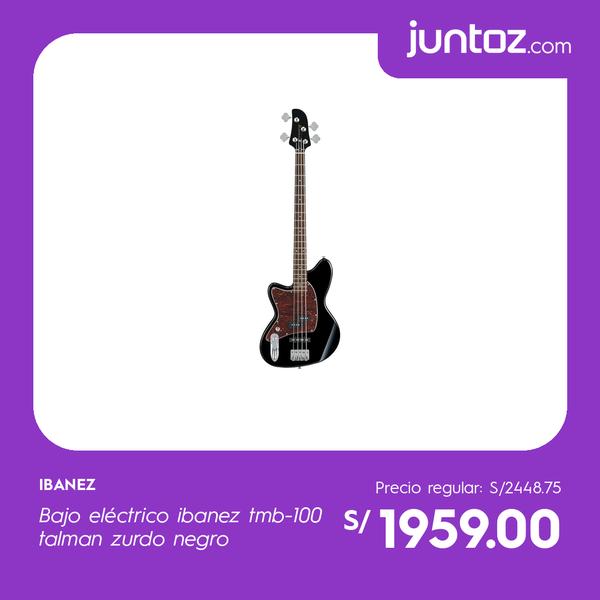 juntoz.com
IBANEZ
Bajo eléctrico ibanez tmb-100
talman zurdo negro
Precio regular: S/2448.75
S/1959.00